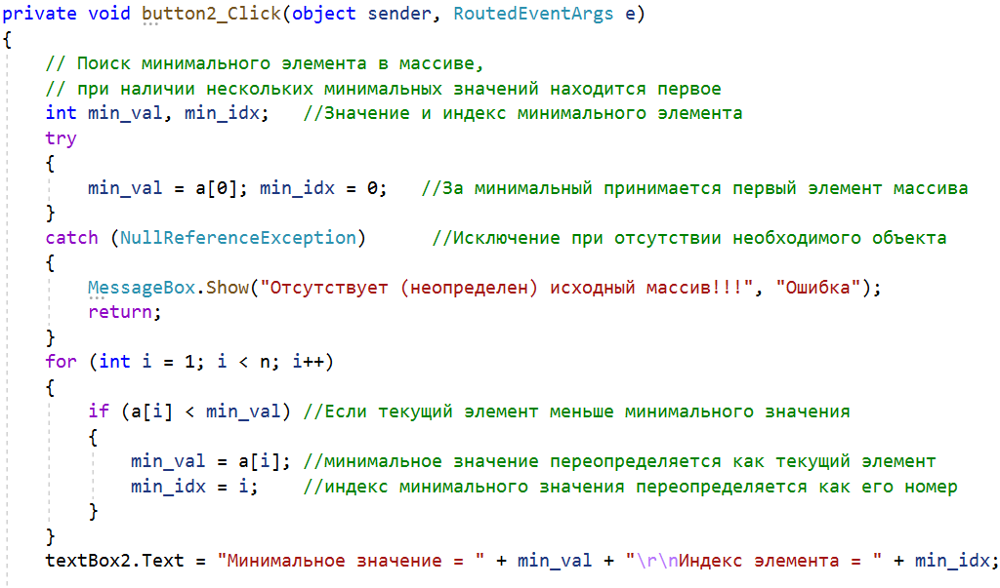 private void button2_Click(object sender, RoutedEventArgs e)
{
    // Поиск минимального элемента в массиве,
    // при наличии нескольких минимальных значений находится первое
    int min_val, min_idx;   //Значение и индекс минимального элемента
    try
    {
        min_val = a[0]; min_idx = 0;   //За минимальный принимается первый элемент массива
    }
    catch (NullReferenceException)      //Исключение при отсутствии необходимого объекта
    {
        MessageBox.Show("Отсутствует (неопределен) исходный массив!!!", "Ошибка");
        return;
    }
    for (int i = 1; i < n; i++)
    {
        if (a[i] < min_val) //Если текущий элемент меньше минимального значения
        {
            min_val = a[i]; //минимальное значение переопределяется как текущий элемент
            min_idx = i;    //индекс минимального значения переопределяется как его номер
        }
    }
    textBox2.Text = "Минимальное значение = " + min_val + "\r\nИндекс элемента = " + min_idx;